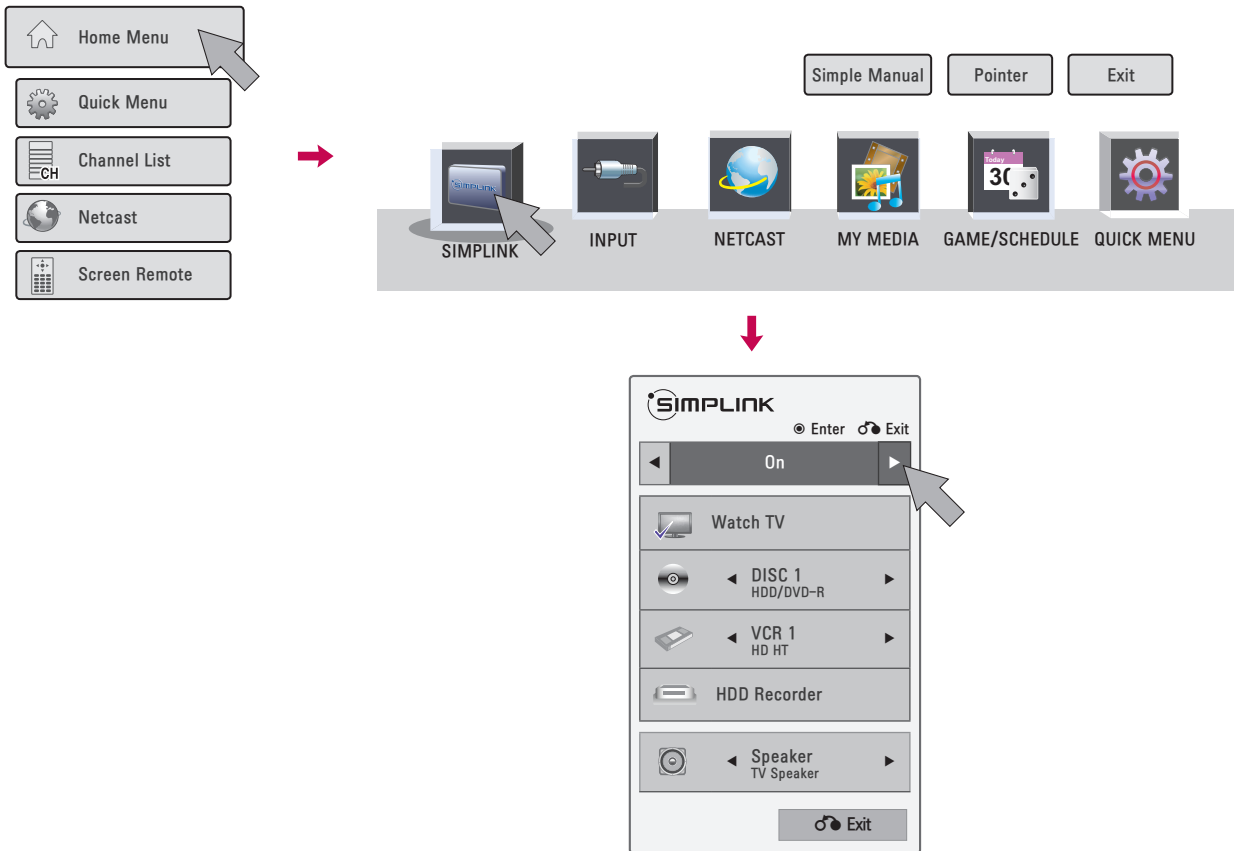 Home Menu
Quick Menu
CH
Channel List
Netcast
Screen Remote
Simple Manual
Pointer
Exit
SIMPLINK
Today
30
SIMPLINK
INPUT
NETCAST
MY MEDIA
GAME/SCHEDULE
QUICK MENU
SIMPLINK
Enter
Exit
On
Watch TV
DISC 1
HDD/DVD-R
VCR 1
HD HT
HDD Recorder
Speaker
TV Speaker
Exit